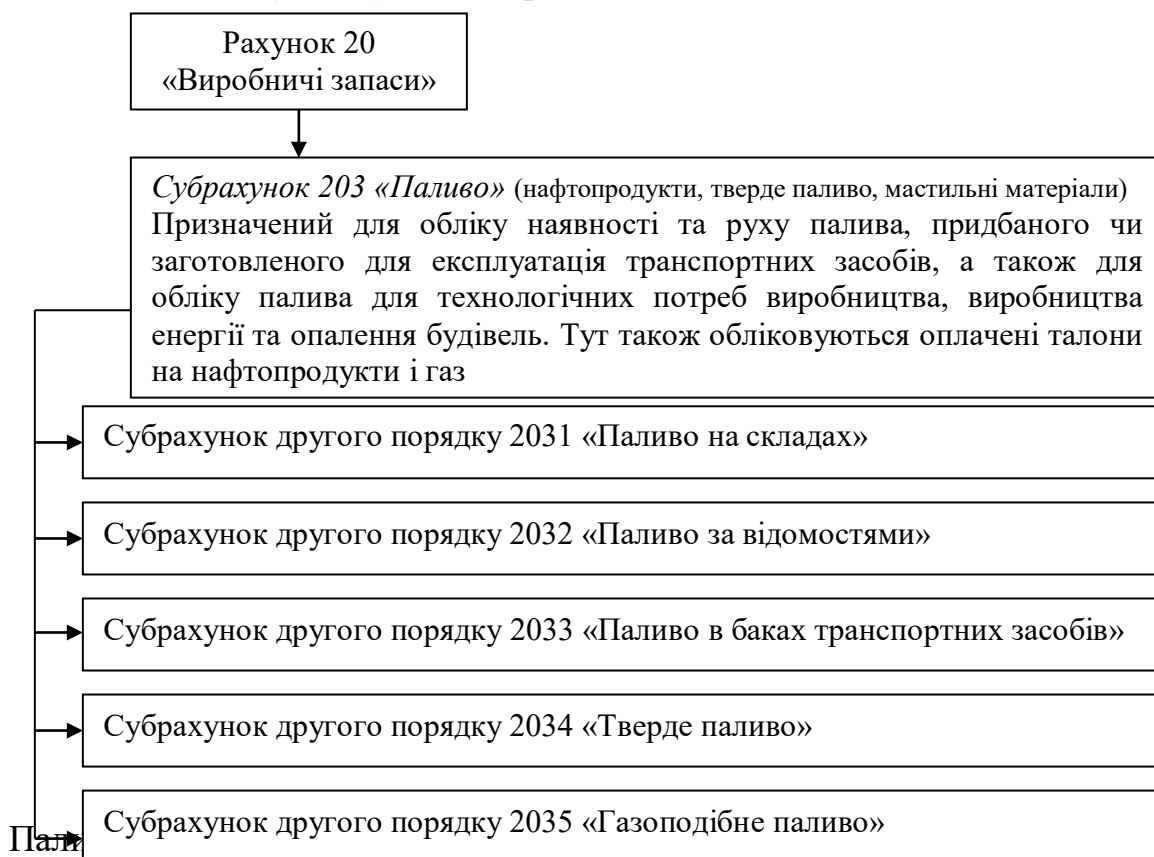 Рахунок 20
«Виробничі запаси»
Субрахунок 203 «Паливо» (нафтопродукти, тверде паливо, мастильні матеріали)
Призначений для обліку наявності та руху палива, придбаного чи
заготовленого для експлуатація транспортних засобів, а також для
обліку палива для технологічних потреб виробництва, виробництва
енергії та опалення будівель. Тут також обліковуються оплачені талони
на нафтопродукти і газ
Субрахунок другого порядку 2031 «Паливо на складах»
Субрахунок другого порядку 2032 «Паливо за відомостями»
Субрахунок другого порядку 2033 «Паливо в баках транспортних засобів»
Субрахунок другого порядку 2034 «Тверде паливо»
Субрахунок другого порядку 2035 «Газоподібне паливо»